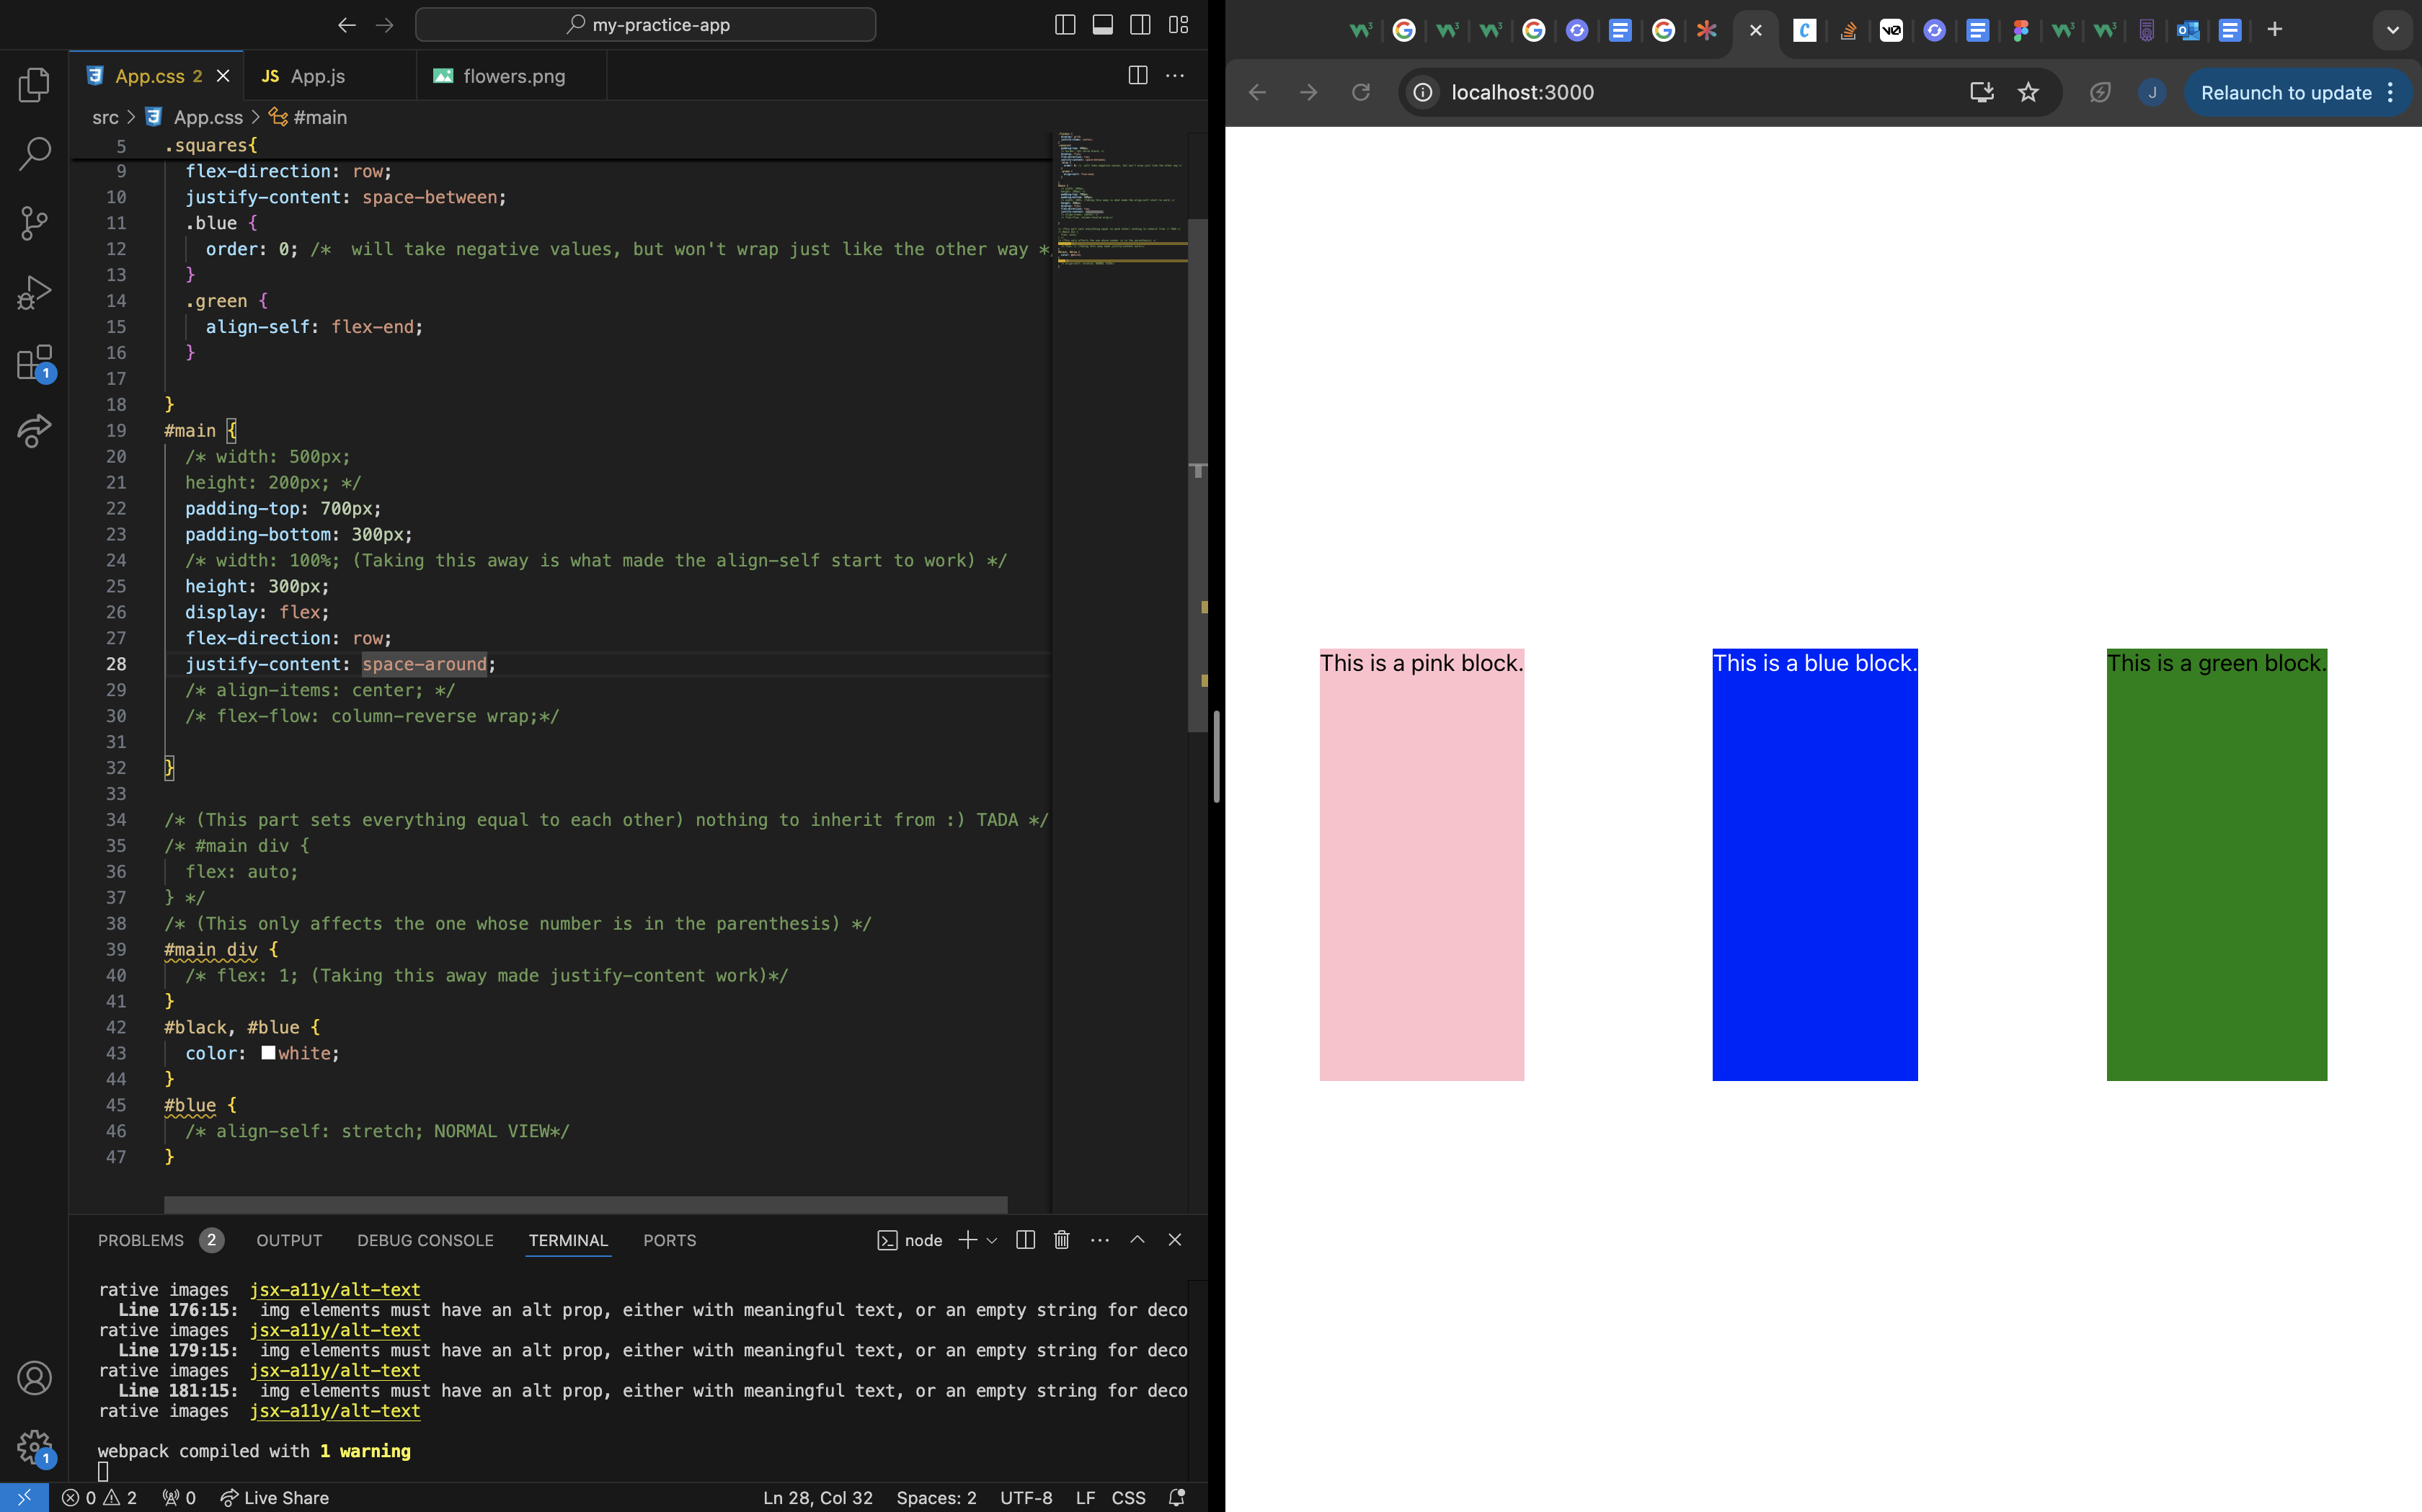 my-practice-app
App.css 2
JS App.js
flowers.png
src > App.css > #main
5 .squares{
9 flex-direction: row;
10 justify-content: space-between;
11 .blue {
12 order: 0; /*  will take negative values, but won't wrap just like the other way *
13 }
14 .green {
15 align-self: flex-end;
16 }
17
18 }
19 #main {
20 /* width: 500px;
21 height: 200px; */
22 padding-top: 700px;
23 padding-bottom: 300px;
24 /* width: 100%; (Taking this away is what made the align-self start to work) */
25 height: 300px;
26 display: flex;
27 flex-direction: row;
28 justify-content: space-around;
29 /* align-items: center; */
30 /* flex-flow: column-reverse wrap;*/
31
32 }
33
34 /* (This part sets everything equal to each other) nothing to inherit from :) TADA */
35 /* #main div {
36 flex: auto;
37 } */
38 /* (This only affects the one whose number is in the parenthesis) */
39 #main div {
40 /* flex: 1; (Taking this away made justify-content work)*/
41 }
42 #black, #blue {
43 color: white;
44 }
45 #blue {
46 /* align-self: stretch; NORMAL VIEW*/
47 }
PROBLEMS 2 OUTPUT DEBUG CONSOLE TERMINAL PORTS node
rative images  jsx-a11y/alt-text
Line 176:15:  img elements must have an alt prop, either with meaningful text, or an empty string for deco
rative images  jsx-a11y/alt-text
Line 179:15:  img elements must have an alt prop, either with meaningful text, or an empty string for deco
rative images  jsx-a11y/alt-text
Line 181:15:  img elements must have an alt prop, either with meaningful text, or an empty string for deco
rative images  jsx-a11y/alt-text
webpack compiled with 1 warning
1
1
0 2 0 Live Share Ln 28, Col 32 Spaces: 2 UTF-8 LF CSS
localhost:3000
J
Relaunch to update
This is a pink block.
This is a blue block.
This is a green block.